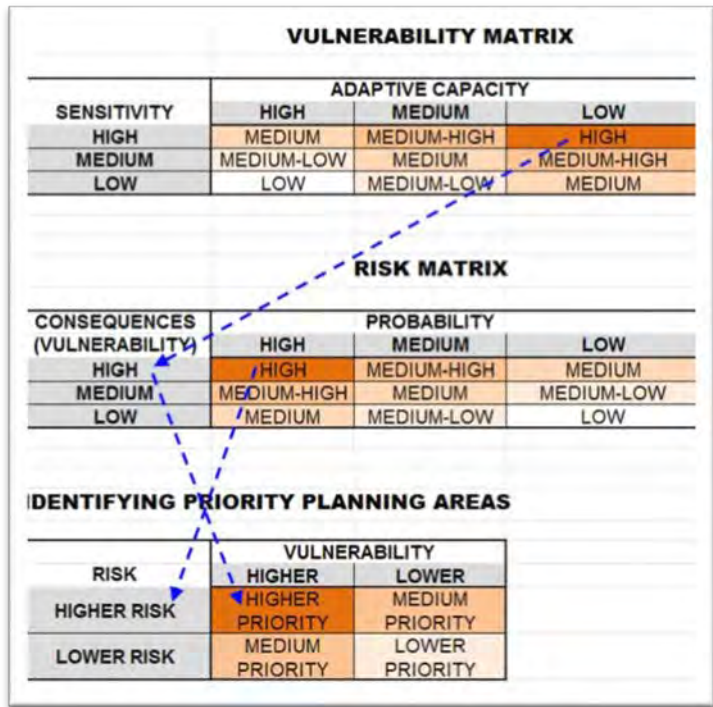 VULNERABILITY MATRIX
ADAPTIVE CAPACITY
SENSITIVITY HIGH MEDIUM LOW
HIGH MEDIUM MEDIUM-HIGH HIGH
MEDIUM MEDIUM-LOW MEDIUM MEDIUM-HIGH
LOW LOW MEDIUM-LOW MEDIUM
RISK MATRIX
CONSEQUENCES PROBABILITY
(VULNERABILITY) HIGH MEDIUM LOW
HIGH HIGH MEDIUM-HIGH MEDIUM
MEDIUM MEDIUM-HIGH MEDIUM MEDIUM-LOW
LOW MEDIUM MEDIUM-LOW LOW
IDENTIFYING PRIORITY PLANNING AREAS
VULNERABILITY
RISK HIGHER LOWER
HIGHER RISK HIGHER PRIORITY MEDIUM PRIORITY
LOWER RISK MEDIUM PRIORITY LOWER PRIORITY